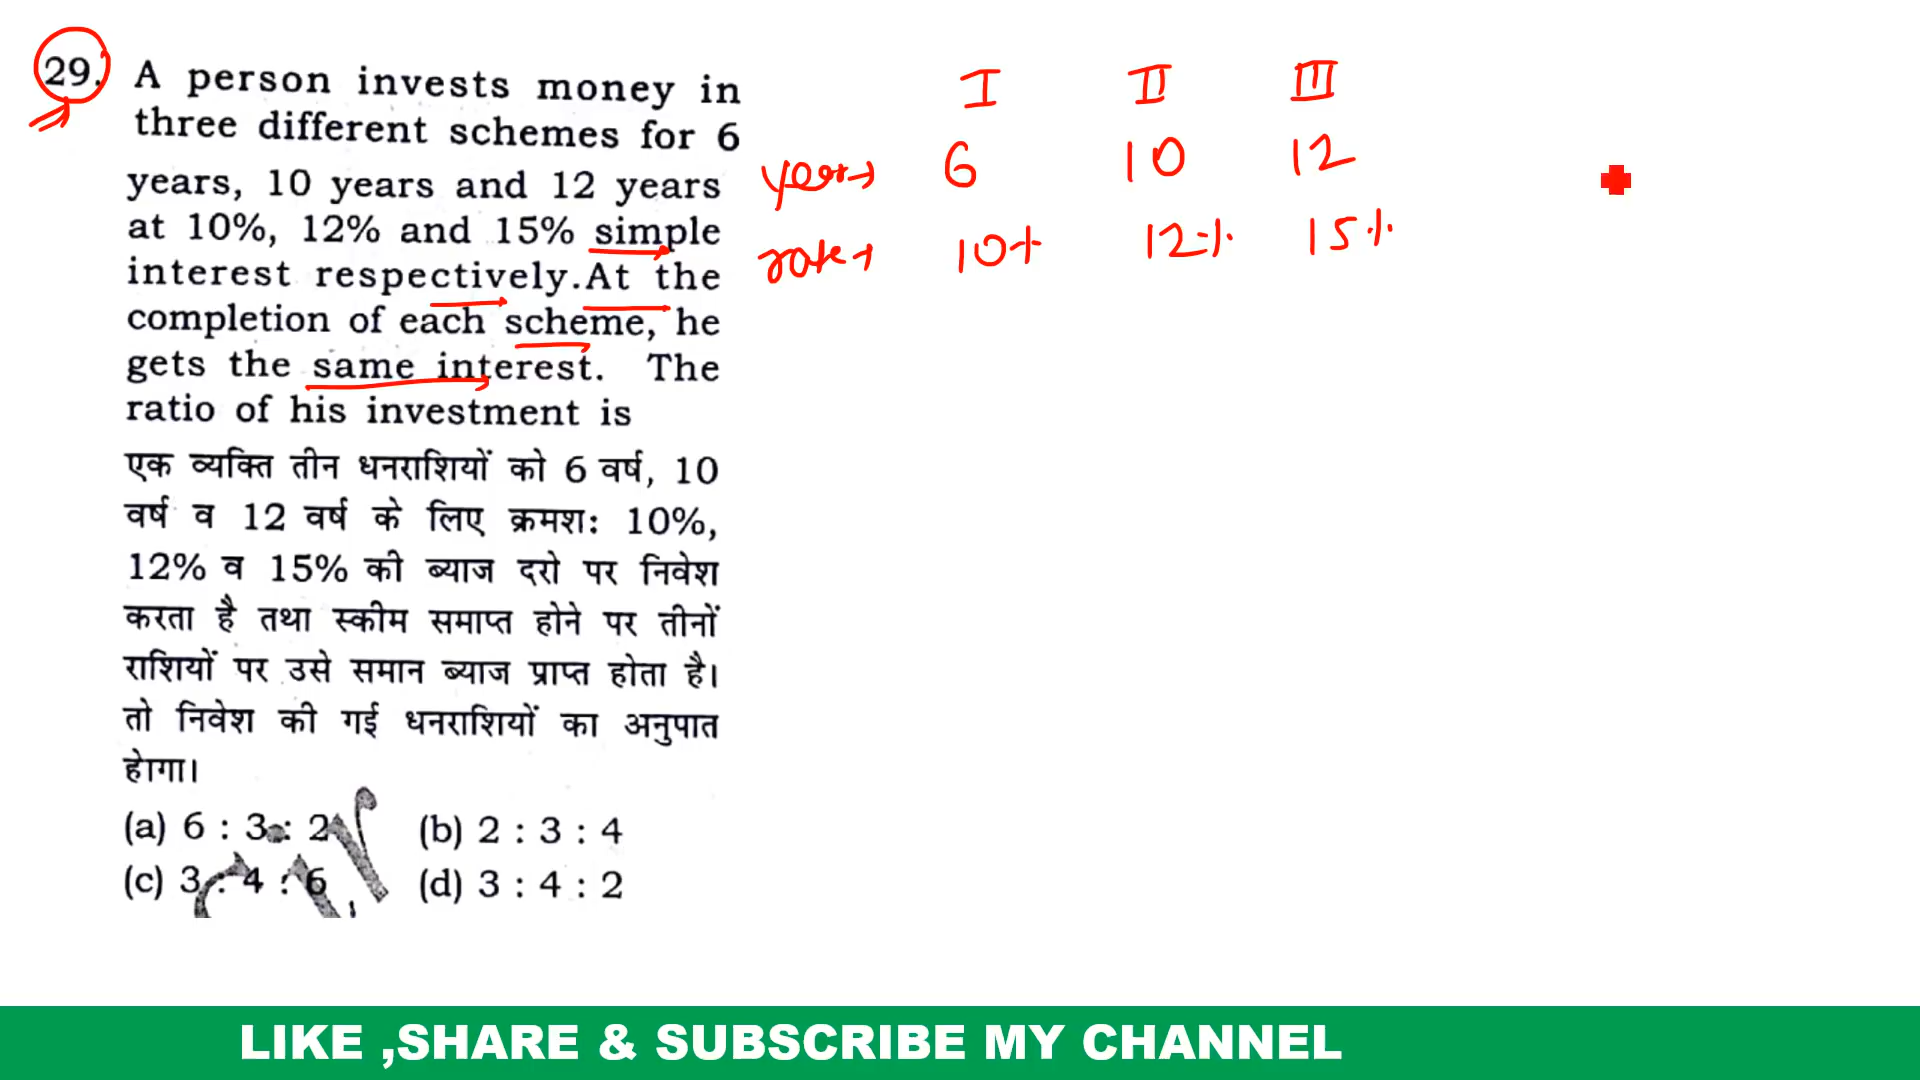 29. A person invests money in
three different schemes for 6
years, 10 years and 12 years
at 10%, 12% and 15% simple
interest respectively.At the
completion of each scheme, he
gets the same interest. The
ratio of his investment is
एक व्यक्ति तीन धनराशियों को 6 वर्ष, 10
वर्ष व 12 वर्ष के लिए क्रमश: 10%,
12% व 15% की ब्याज दरो पर निवेश
करता है तथा स्कीम समाप्त होने पर तीनों
राशियों पर उसे समान ब्याज प्राप्त होता है।
तो निवेश की गई धनराशियों का अनुपात
हेागा।
(a) 6 : 3 : 2 (b) 2 : 3 : 4
(c) 3 : 4 : 6 (d) 3 : 4 : 2
I II III
year→ 6 10 12
rate→ 10% 12% 15%
LIKE ,SHARE & SUBSCRIBE MY CHANNEL